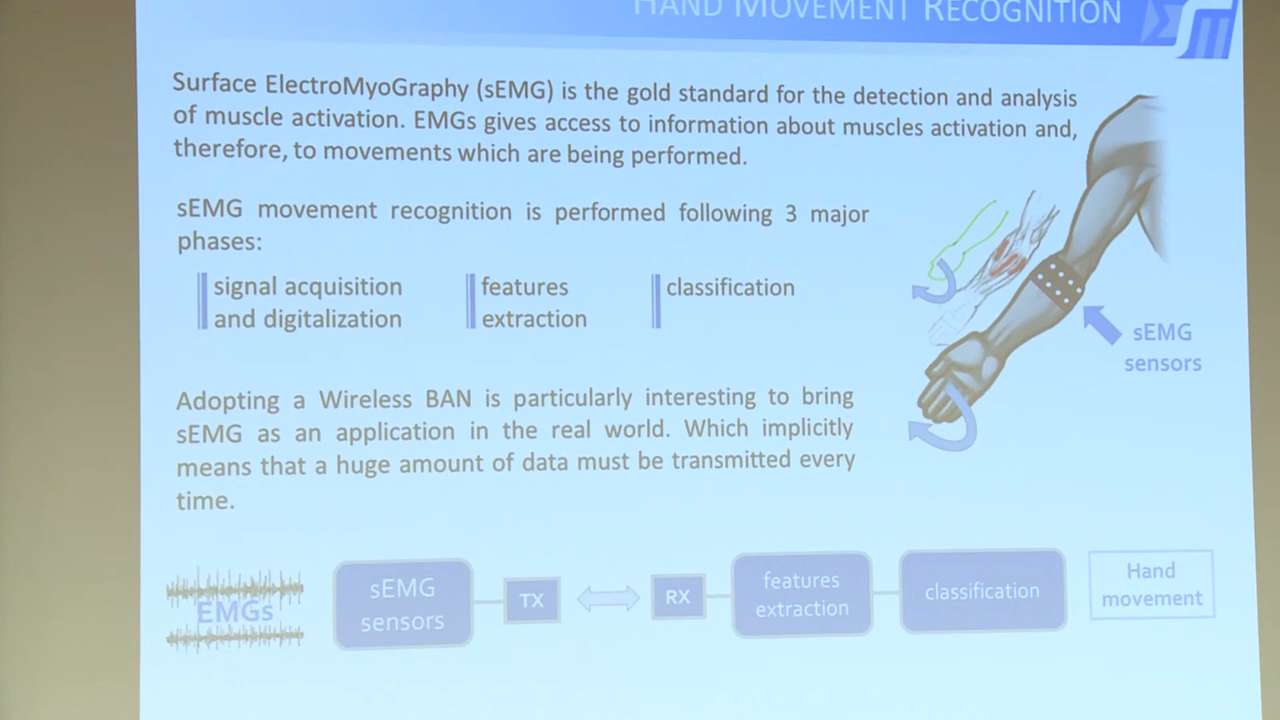 HAND MOVEMENT RECOGNITION
Surface ElectroMyoGraphy (sEMG) is the gold standard for the detection and analysis
of muscle activation. EMGs gives access to information about muscles activation and,
therefore, to movements which are being performed.
sEMG movement recognition is performed following 3 major
phases:
signal acquisition
and digitalization
features
extraction
classification
sEMG
sensors
Adopting a Wireless BAN is particularly interesting to bring
sEMG as an application in the real world. Which implicitly
means that a huge amount of data must be transmitted every
time.
EMGs
sEMG
sensors
TX
RX
features
extraction
classification
Hand
movement